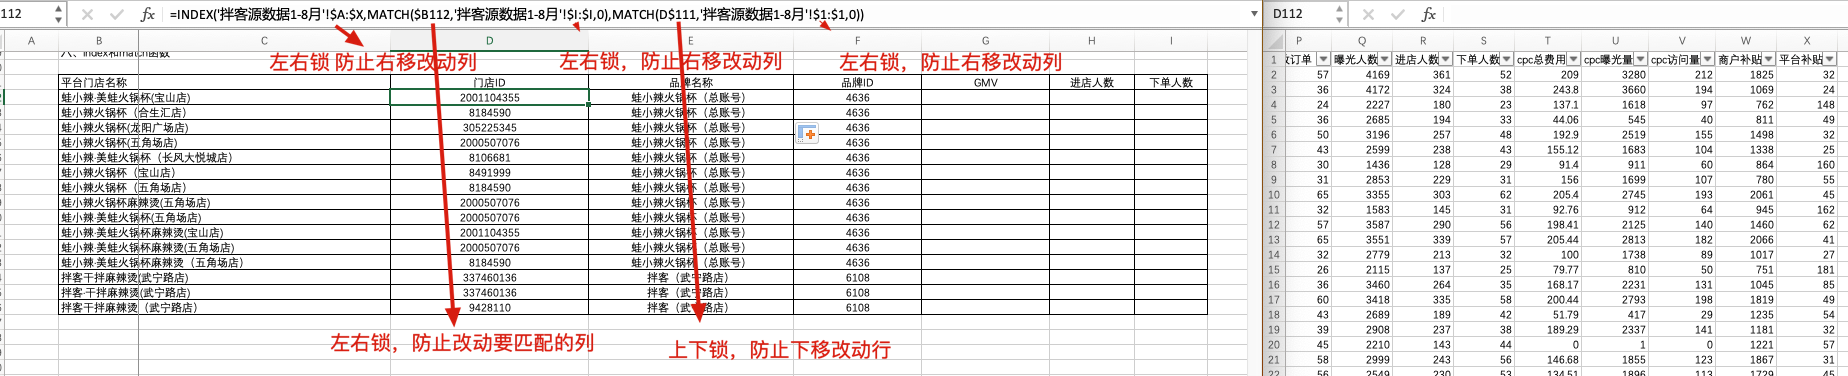 112 =INDEX('拌客源数据1-8月'!$A:$X,MATCH($B112,'拌客源数据1-8月'!$I:$I,0),MATCH(D$111,'拌客源数据1-8月'!$1:$1,0)) D112 fx
A B C D E F G H I
六、index和match函数
左右锁 防止右移改动列 左右锁，防止右移改动列 左右锁，防止右移改动列
平台门店名称 门店ID 品牌名称 品牌ID GMV 进店人数 下单人数
蛙小辣·美蛙火锅杯(宝山店) 2001104355 蛙小辣火锅杯（总账号） 4636
蛙小辣火锅杯（合生汇店) 8184590 蛙小辣火锅杯（总账号） 4636
蛙小辣火锅杯(龙阳广场店) 305225345 蛙小辣火锅杯（总账号） 4636
蛙小辣火锅杯(五角场店) 2000507076 蛙小辣火锅杯（总账号） 4636
蛙小辣·美蛙火锅杯（长风大悦城店） 8106681 蛙小辣火锅杯（总账号） 4636
蛙小辣火锅杯（宝山店） 8491999 蛙小辣火锅杯（总账号） 4636
蛙小辣火锅杯（五角场店） 8184590 蛙小辣火锅杯（总账号） 4636
蛙小辣火锅杯麻辣烫(五角场店) 2000507076 蛙小辣火锅杯（总账号） 4636
蛙小辣·美蛙火锅杯(五角场店) 2000507076 蛙小辣火锅杯（总账号） 4636
蛙小辣·美蛙火锅杯麻辣烫(宝山店) 2001104355 蛙小辣火锅杯（总账号） 4636
蛙小辣·美蛙火锅杯麻辣烫(五角场店) 2000507076 蛙小辣火锅杯（总账号） 4636
蛙小辣·美蛙火锅杯麻辣烫（五角场店） 8184590 蛙小辣火锅杯（总账号） 4636
拌客干拌麻辣烫(武宁路店) 337460136 拌客（武宁路店） 6108
拌客·干拌麻辣烫(武宁路店) 337460136 拌客（武宁路店） 6108
拌客干拌麻辣烫（武宁路店） 9428110 拌客（武宁路店） 6108
左右锁，防止改动要匹配的列
上下锁，防止下移改动行
P Q R S T U V W X
1 订单 曝光人数 进店人数 下单人数 cpc总费用 cpc曝光量 cpc访问量 商户补贴 平台补贴
2 57 4169 361 52 209 3280 212 1825 32
3 36 4172 324 38 243.8 3660 194 1069 24
4 24 2227 180 23 137.1 1618 97 762 148
5 36 2685 194 33 44.06 545 40 811 49
6 50 3196 257 48 192.9 2519 155 1498 32
7 43 2599 238 43 155.12 1683 104 1338 25
8 30 1436 128 29 91.4 911 60 864 160
9 31 2853 229 31 156 1699 107 780 55
10 65 3355 303 62 205.4 2745 193 2061 45
11 32 1583 145 31 92.76 912 64 945 162
12 57 3587 290 56 198.41 2125 140 1460 62
13 65 3551 339 57 205.44 2813 182 2066 41
14 32 2779 213 32 100 1738 89 1017 27
15 26 2115 137 25 79.77 810 50 751 181
16 36 3460 264 35 168.17 2231 131 1045 85
17 60 3418 335 58 200.44 2793 198 1819 49
18 43 2689 189 42 51.79 417 29 1235 54
19 39 2908 237 38 189.29 2337 141 1181 32
20 45 2210 143 44 0 1 0 1221 57
21 58 2999 243 56 146.68 1855 123 1867 31
22 56 2549 230 53 134.51 1896 113 1729 45